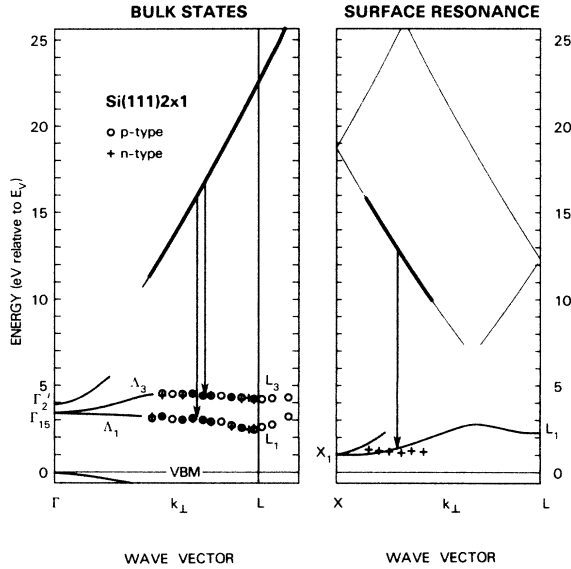 BULK STATES
SURFACE RESONANCE
25
20
15
10
5
0
ENERGY (eV relative to E_V)
Si(111)2x1
o p-type
+ n-type
Λ₃
L₃
Γ₂′
Γ₁₅
Λ₁
L₁
VBM
Γ
k⊥
L
WAVE VECTOR
25
20
15
10
5
0
X₁
L₁
X
k⊥
L
WAVE VECTOR